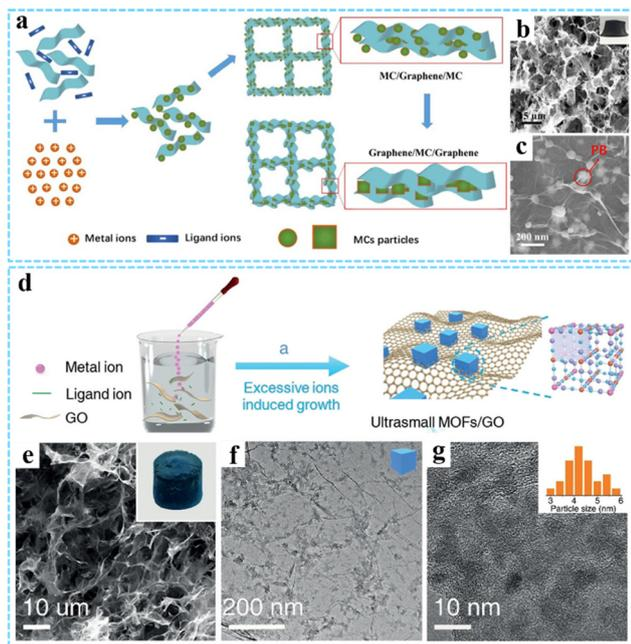 a
MC/Graphene/MC
Graphene/MC/Graphene
Metal ions
Ligand ions
MCs particles
b
5 μm
c
PB
200 nm
d
Metal ion
Ligand ion
GO
a
Excessive ions
induced growth
Ultrasmall MOFs/GO
e
10 um
f
200 nm
g
3 4 5 6
Particle size (nm)
10 nm